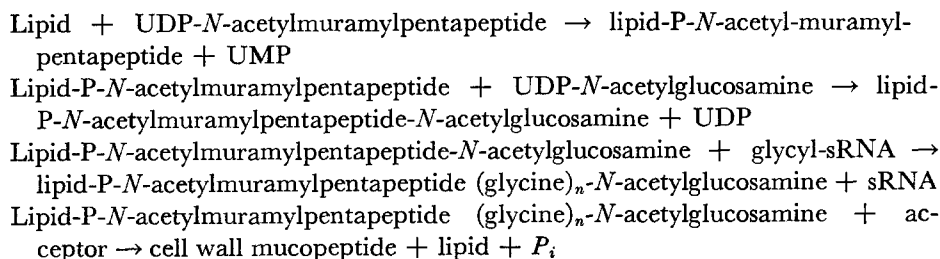 Lipid + UDP-N-acetylmuramylpentapeptide → lipid-P-N-acetyl-muramyl-
pentapeptide + UMP
Lipid-P-N-acetylmuramylpentapeptide + UDP-N-acetylglucosamine → lipid-
P-N-acetylmuramylpentapeptide-N-acetylglucosamine + UDP
Lipid-P-N-acetylmuramylpentapeptide-N-acetylglucosamine + glycyl-sRNA →
lipid-P-N-acetylmuramylpentapeptide (glycine)n-N-acetylglucosamine + sRNA
Lipid-P-N-acetylmuramylpentapeptide (glycine)n-N-acetylglucosamine + ac-
ceptor → cell wall mucopeptide + lipid + Pi